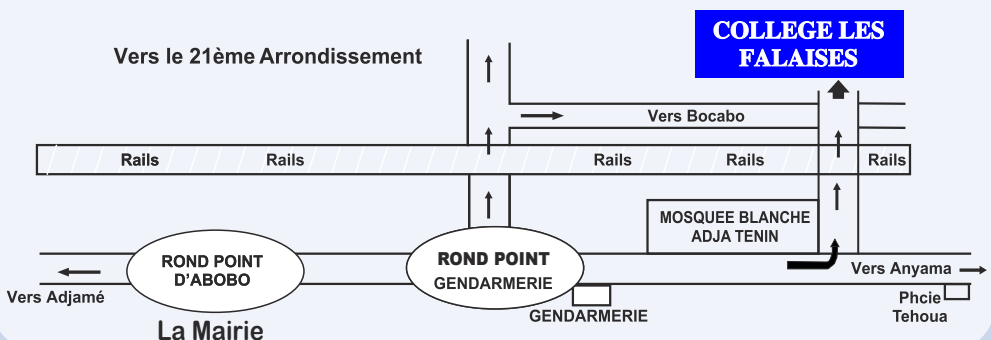 COLLEGE LES
FALAISES
Vers le 21ème Arrondissement
Vers Bocabo
Rails
Rails
Rails
Rails
Rails
MOSQUEE BLANCHE
ADJA TENIN
ROND POINT
D'ABOBO
ROND POINT
GENDARMERIE
Vers Anyama
Vers Adjamé
Phcie
Tehoua
GENDARMERIE
La Mairie